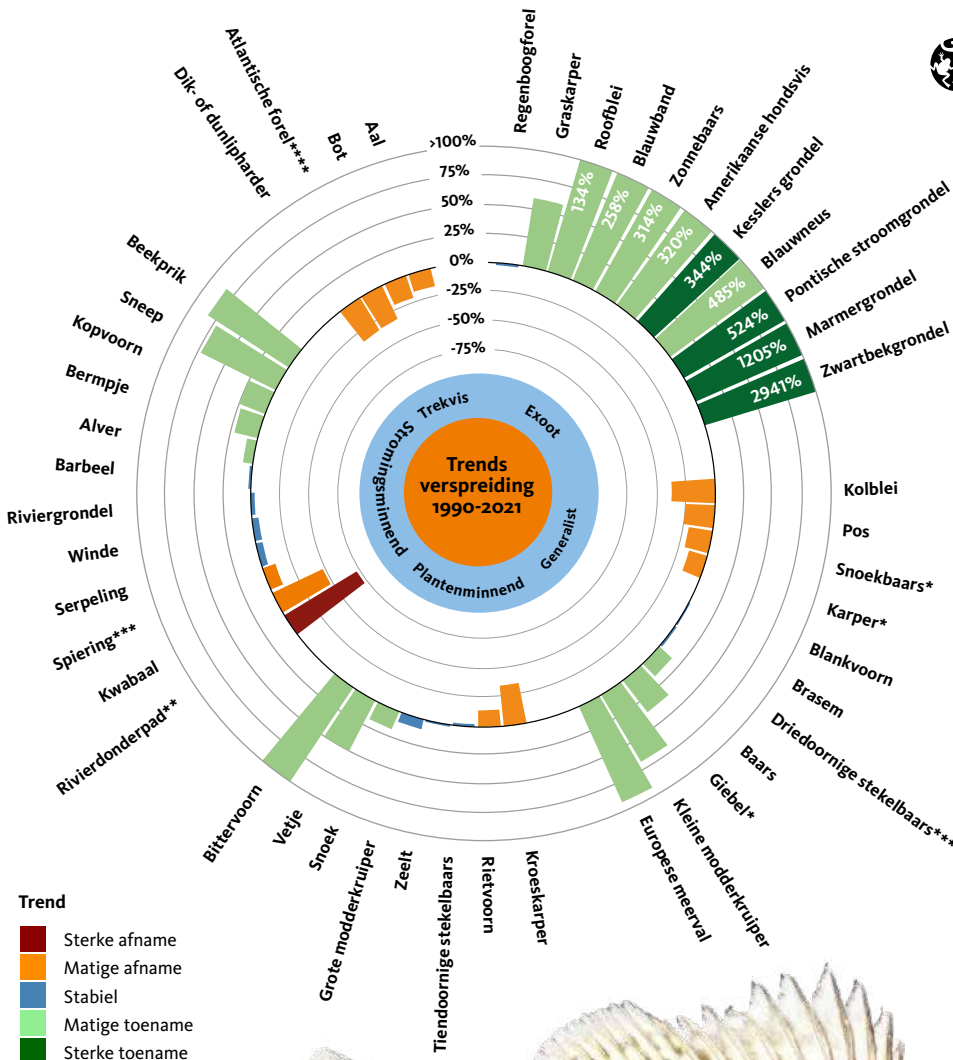 Regenboogforel
Graskarper
Roofblei
Blauwband
Zonnebaars
Amerikaanse hondsvis
Kesslers grondel
Blauwneus
Pontische stroomgrondel
Marmergrondel
Zwartbekgrondel
134%
258%
314%
320%
344%
485%
524%
1205%
2941%
Kolblei
Pos
Snoekbaars*
Karper*
Blankvoorn
Brasem
Driedoornige stekelbaars***
Baars
Giebel*
Kleine modderkruiper
Europese meerval
Kroeskarper
Rietvoorn
Tiendoornige stekelbaars
Zeelt
Grote modderkruiper
Snoek
Vetje
Bittervoorn
Rivierdonderpad**
Kwabaal
Spiering***
Serpeling
Winde
Riviergrondel
Barbeel
Alver
Bermpje
Kopvoorn
Sneep
Beekprik
Dik- of dunlipharder
Atlantische forel****
Bot
Aal
>100%
75%
50%
25%
0%
-25%
-50%
-75%
Trekvis
Exoot
Generalist
Plantenminnend
Stromingsminnend
Trends
verspreiding
1990-2021
Trend
Sterke afname
Matige afname
Stabiel
Matige toename
Sterke toename